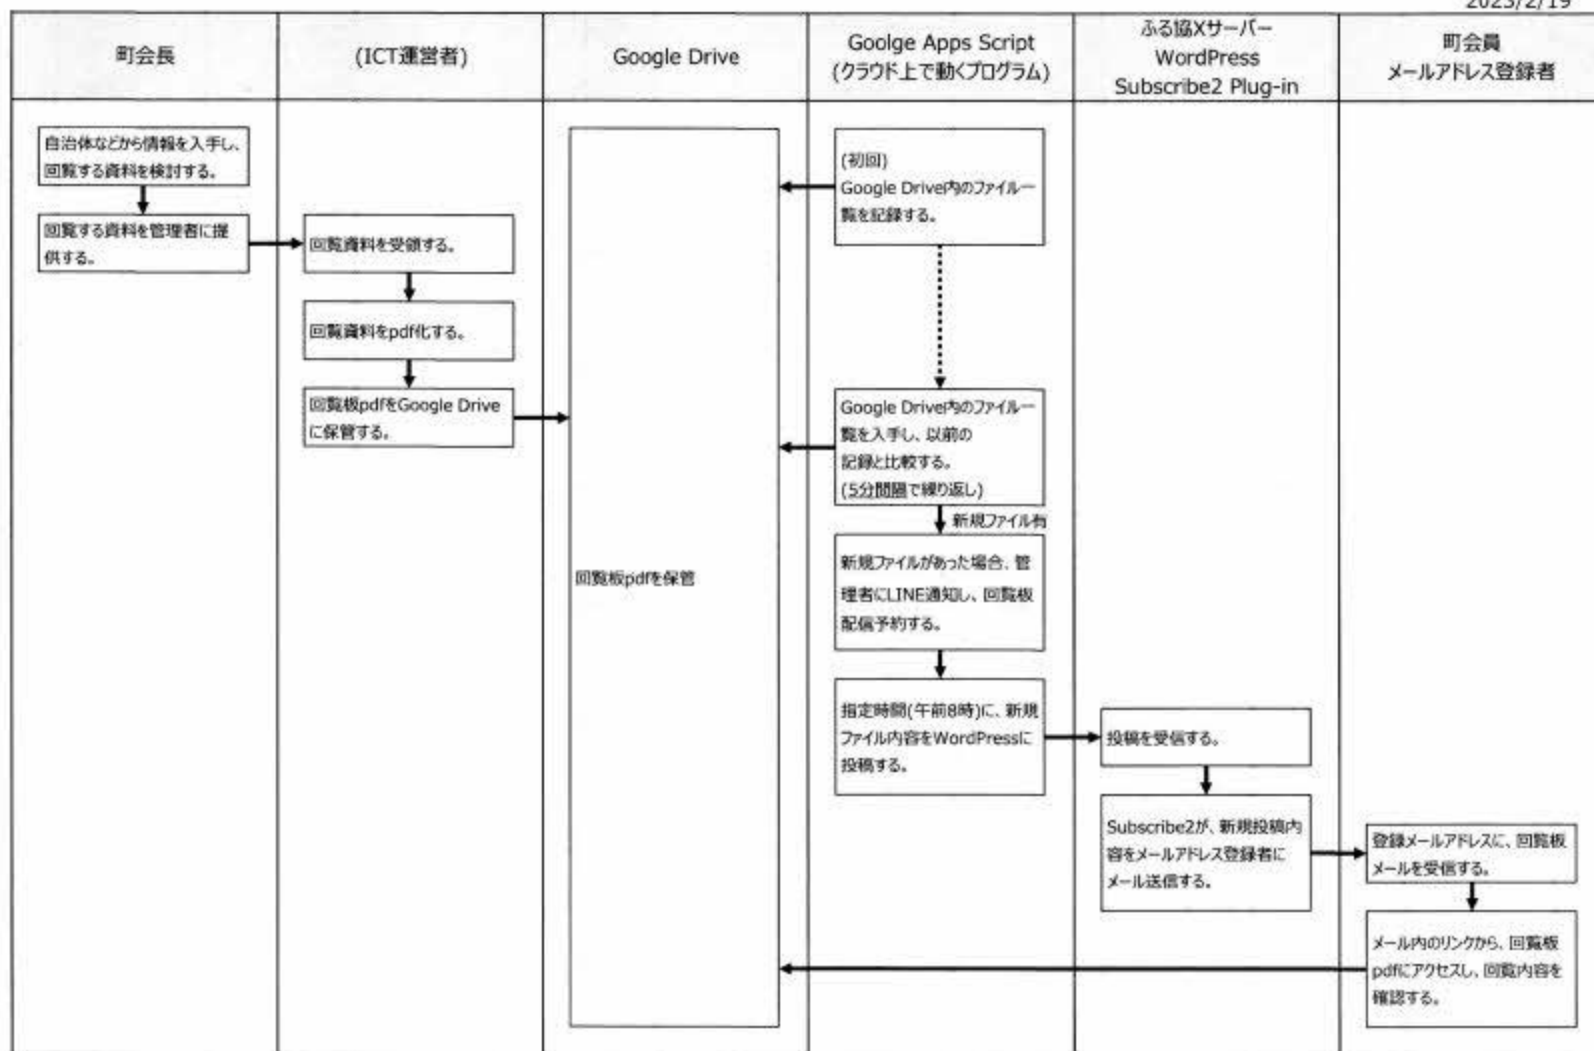 2023/2/19
町会長
(ICT運営者)
Google Drive
Goolge Apps Script
(クラウド上で動くプログラム)
ふる協Xサーバー
WordPress
Subscribe2 Plug-in
町会員
メールアドレス登録者
自治体などから情報を入手し、
回覧する資料を検討する。
回覧する資料を管理者に提
供する。
回覧資料を受領する。
回覧資料をpdf化する。
回覧板pdfをGoogle Drive
に保管する。
回覧板pdfを保管
(初回)
Google Drive内のファイル一
覧を記録する。
Google Drive内のファイル一
覧を入手し、以前の
記録と比較する。
(5分間隔で繰り返し)
新規ファイル有
新規ファイルがあった場合、管
理者にLINE通知し、回覧板
配信予約する。
指定時間(午前8時)に、新規
ファイル内容をWordPressに
投稿する。
投稿を受信する。
Subscribe2が、新規投稿内
容をメールアドレス登録者に
メール送信する。
登録メールアドレスに、回覧板
メールを受信する。
メール内のリンクから、回覧板
pdfにアクセスし、回覧内容を
確認する。